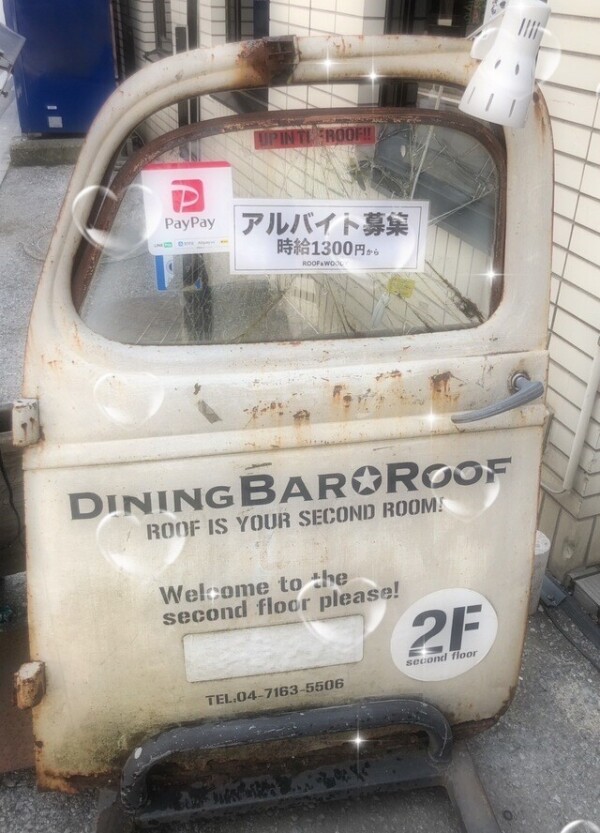 UP IN THE ROOF!!
PayPay
アルバイト募集
時給1300円から
DINING BAR ROOF
ROOF IS YOUR SECOND ROOM!
Welcome to the
second floor please!
2F
second floor
TEL.04-7163-5506